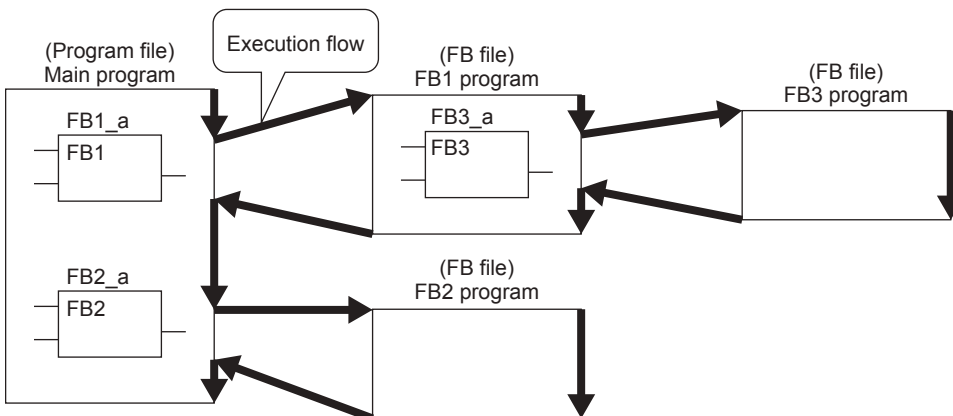 (Program file)
Main program
Execution flow
(FB file)
FB1 program
(FB file)
FB3 program
FB1_a
FB1
FB3_a
FB3
FB2_a
FB2
(FB file)
FB2 program